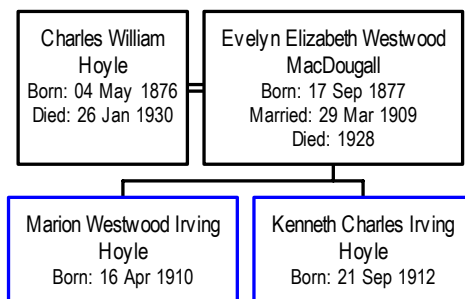 Charles William
Hoyle
Born: 04 May 1876
Died: 26 Jan 1930
Evelyn Elizabeth Westwood
MacDougall
Born: 17 Sep 1877
Married: 29 Mar 1909
Died: 1928
Marion Westwood Irving
Hoyle
Born: 16 Apr 1910
Kenneth Charles Irving
Hoyle
Born: 21 Sep 1912